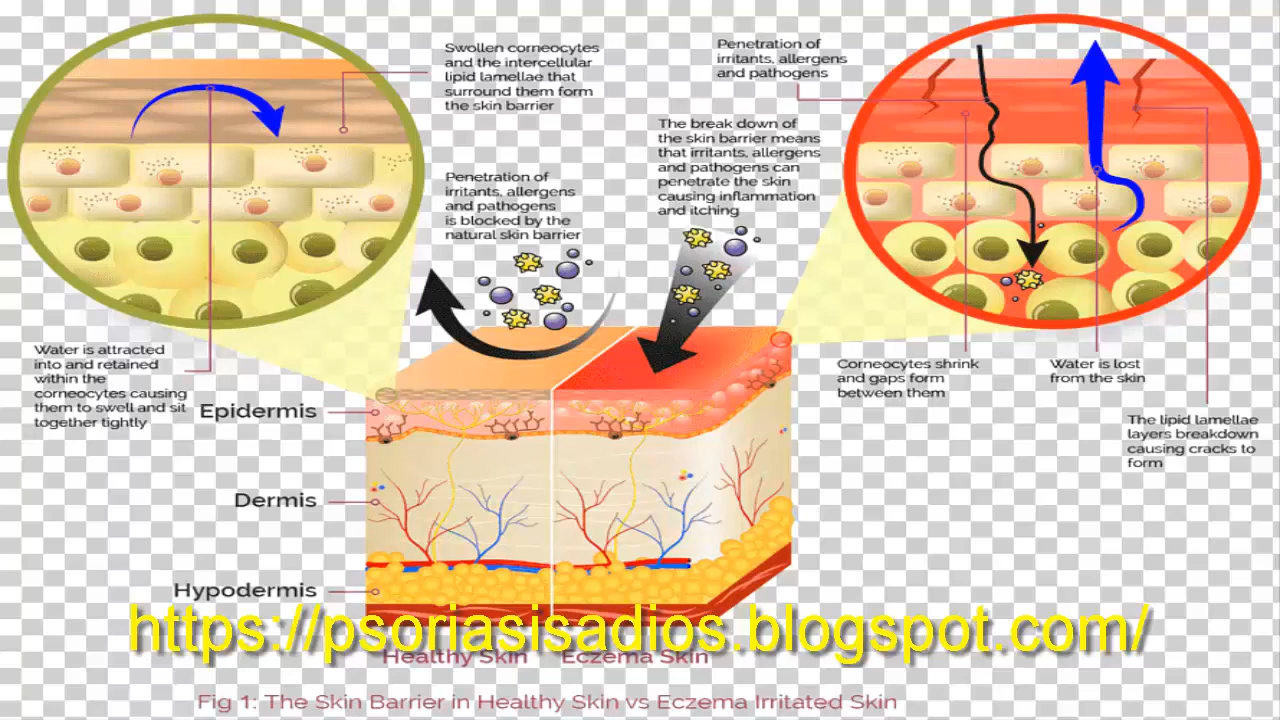 Swollen corneocytes
and the intercellular
lipid lamellae that
surround them form
the skin barrier
Penetration of
irritants, allergens
and pathogens
The break down of
the skin barrier means
that irritants, allergens
and pathogens can
penetrate the skin
causing inflammation
and itching
Penetration of
irritants, allergens
and pathogens
is blocked by the
natural skin barrier
Water is attracted
into and retained
within the
corneocytes causing
them to swell and sit
together tightly
Corneocytes shrink
and gaps form
between them
Water is lost
from the skin
The lipid lamellae
layers breakdown
causing cracks to
form
Epidermis
Dermis
Hypodermis
https://psoriasisadios.blogspot.com/
Healthy Skin
Eczema Skin
Fig 1: The Skin Barrier in Healthy Skin vs Eczema Irritated Skin